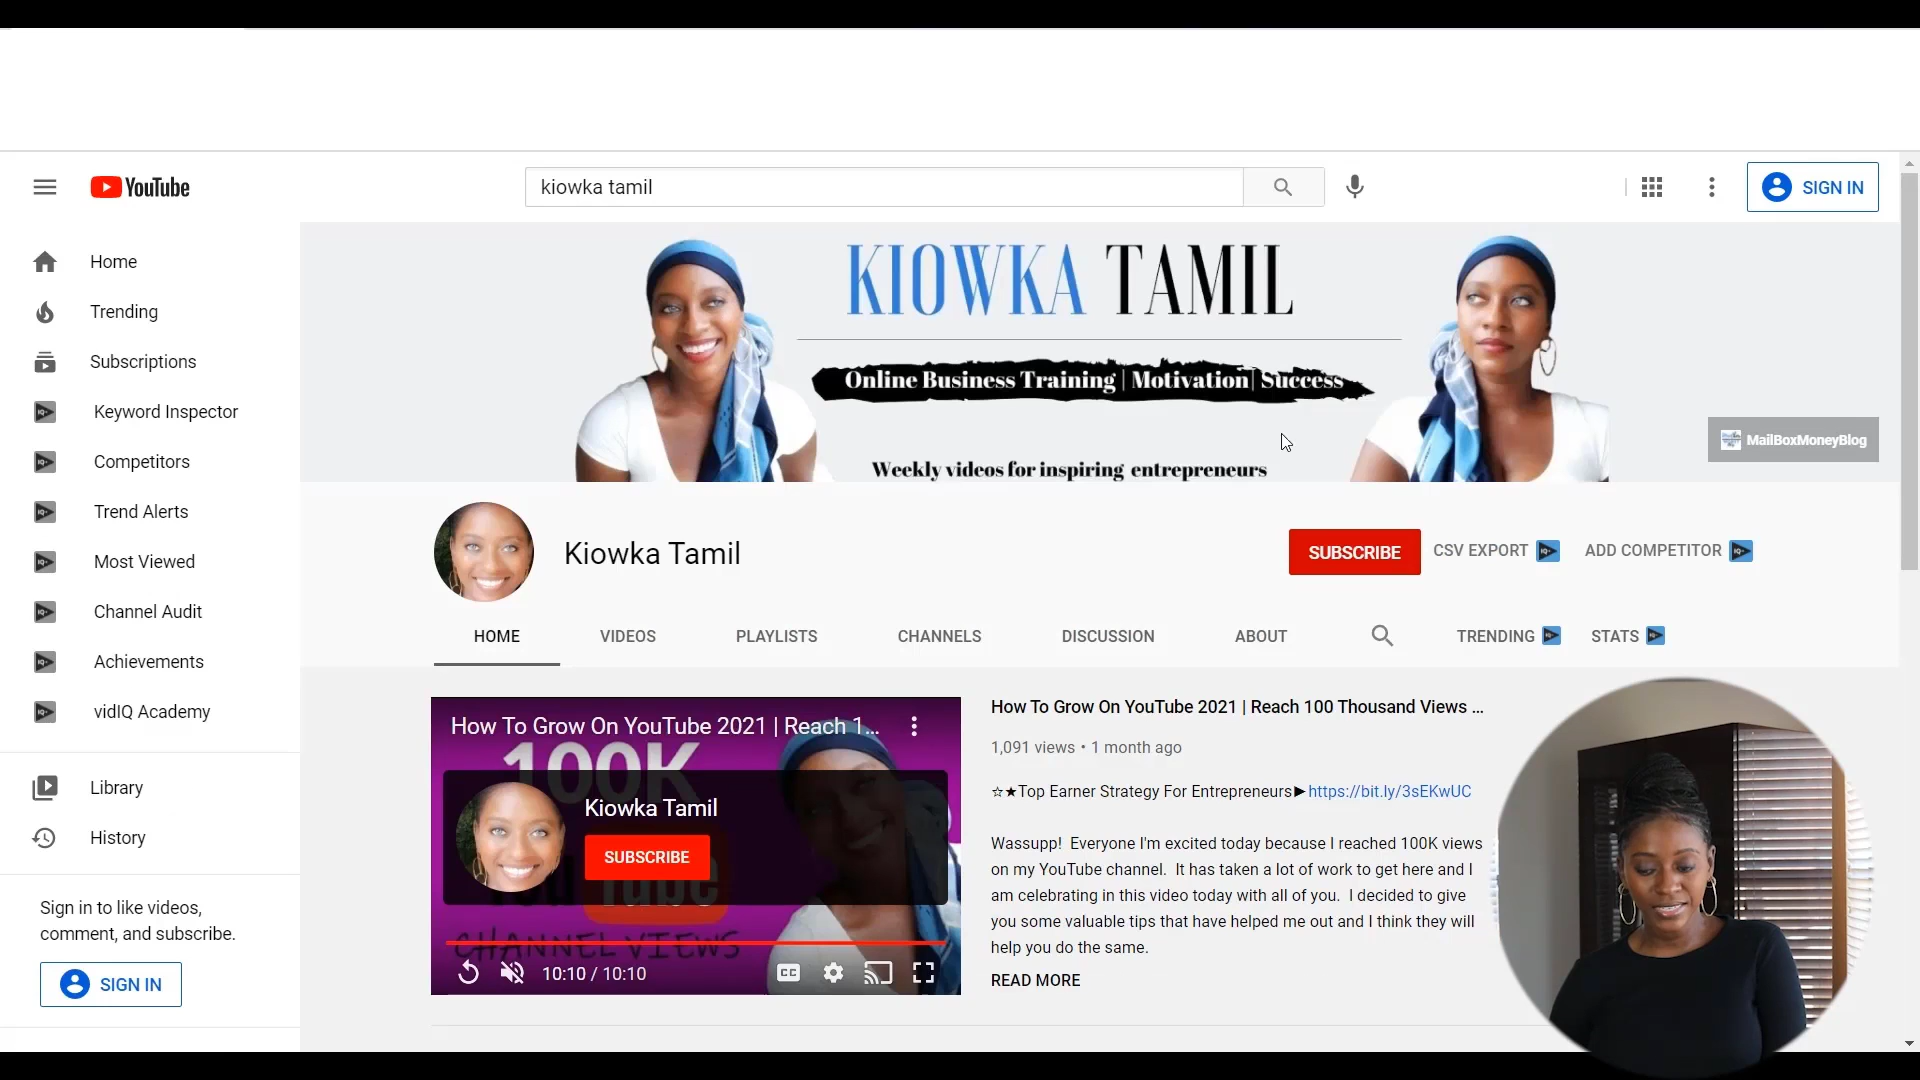 YouTube
kiowka tamil
SIGN IN
Home
Trending
Subscriptions
Keyword Inspector
Competitors
Trend Alerts
Most Viewed
Channel Audit
Achievements
vidIQ Academy
Library
History
Sign in to like videos,
comment, and subscribe.
SIGN IN
KIOWKA TAMIL
Online Business Training | Motivation| Success
Weekly videos for inspiring entrepreneurs
MailBoxMoneyBlog
Kiowka Tamil
SUBSCRIBE
CSV EXPORT
ADD COMPETITOR
HOME
VIDEOS
PLAYLISTS
CHANNELS
DISCUSSION
ABOUT
TRENDING
STATS
How To Grow On YouTube 2021 | Reach 1...
100K
Kiowka Tamil
SUBSCRIBE
CHANNEL VIEWS
10:10 / 10:10
CC
How To Grow On YouTube 2021 | Reach 100 Thousand Views ...
1,091 views • 1 month ago
☆★Top Earner Strategy For Entrepreneurs►https://bit.ly/3sEKwUC
Wassupp! Everyone I'm excited today because I reached 100K views
on my YouTube channel. It has taken a lot of work to get here and I
am celebrating in this video today with all of you. I decided to give
you some valuable tips that have helped me out and I think they will
help you do the same.
READ MORE